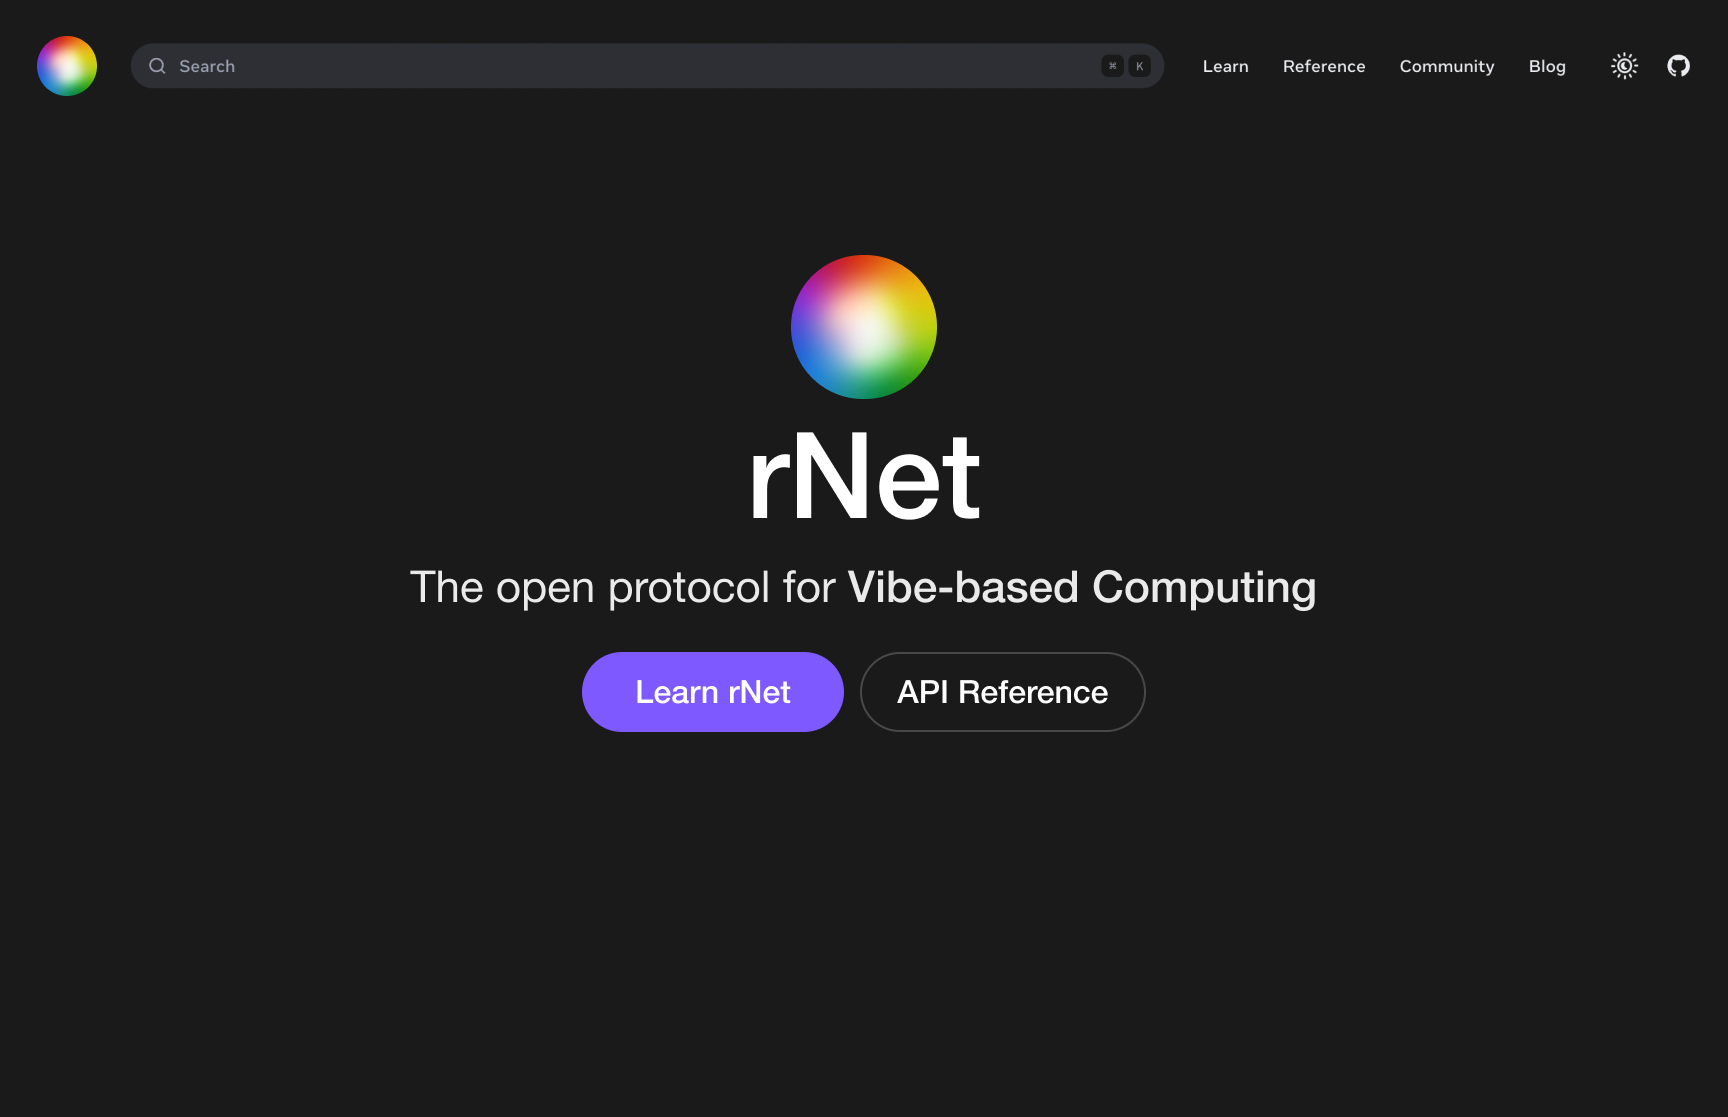 Search ⌘ K Learn Reference Community Blog
rNet
The open protocol for Vibe-based Computing
Learn rNet API Reference